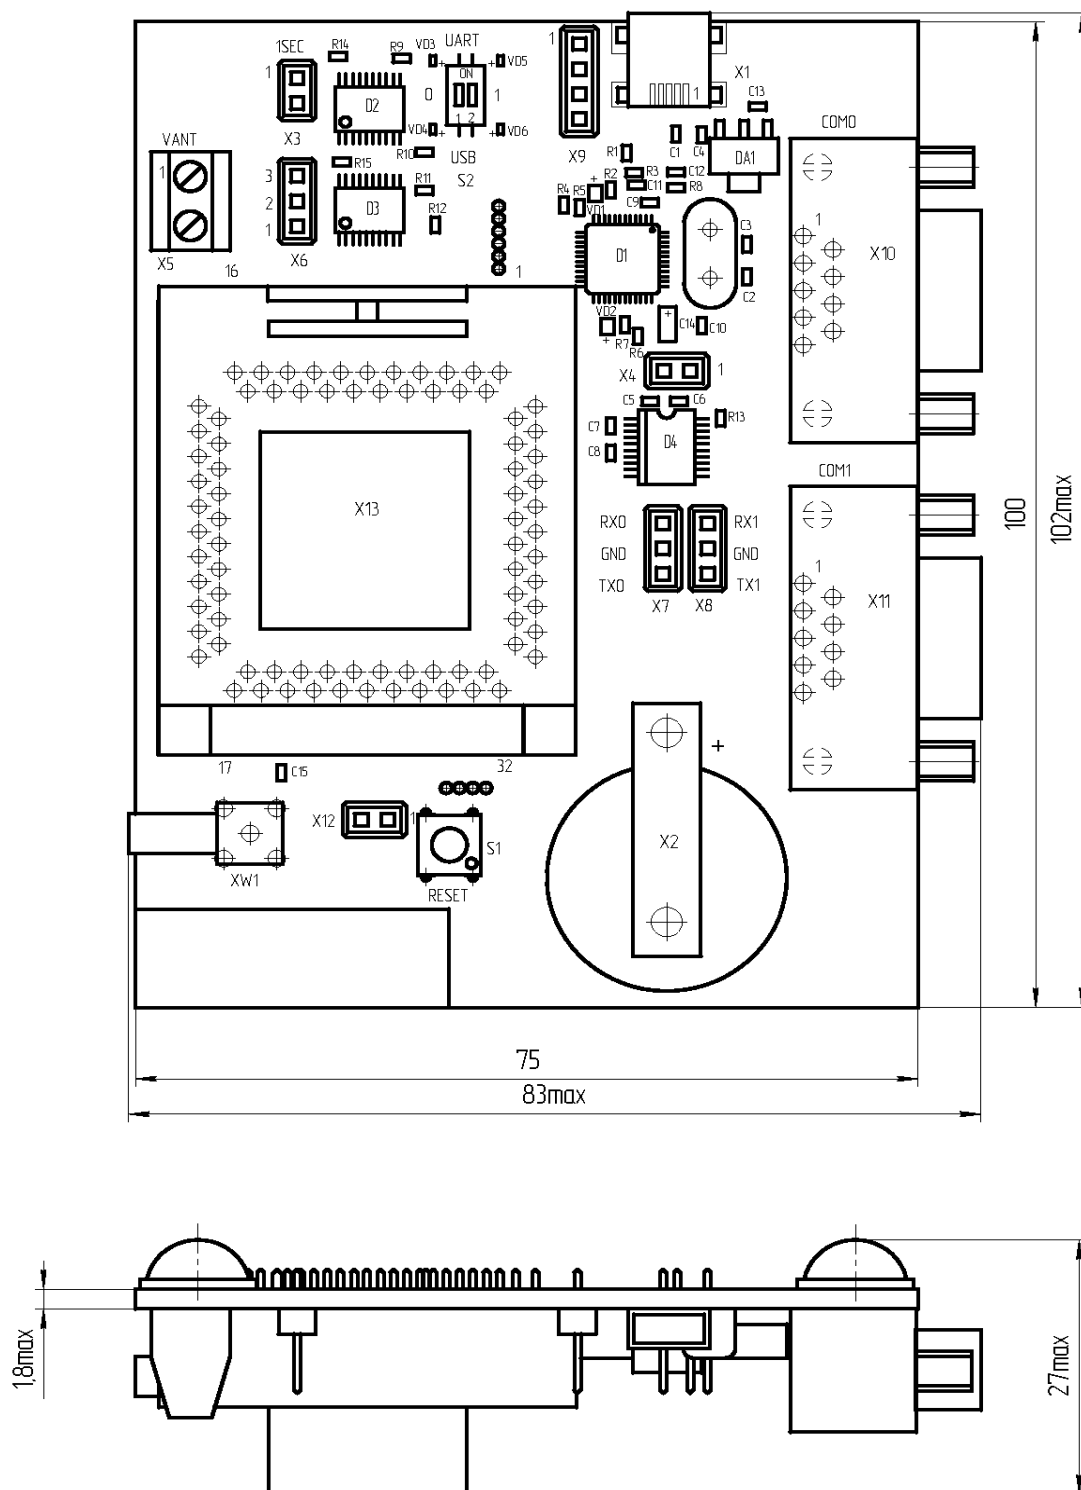 R14 R9 VD3 UART
1SEC
1 VD5
1 X1
ON
D2 0 1 1
1 2 C13
X3 VD4 VD6 COM0
VANT R10 USB X9 R1 C1 C4 DA1
1 R15 S2
3 R11 R2 R3 C12
2 D3 R4 R5 C11 R8
1 R12 VD1 C9
X5 16 X6 1 D1 C3 1 X10
C2
VD2 + C14 C10
+ R7 R6
X4 1
C5 C6
C7 D4 R13
C8
COM1
X13 RX0 RX1 100 102max
GND GND
TX0 TX1 1
X7 X8 X11
17 C15 32 +
X12 1 S1 X2
XW1 RESET
75
83max
1,8max 27max